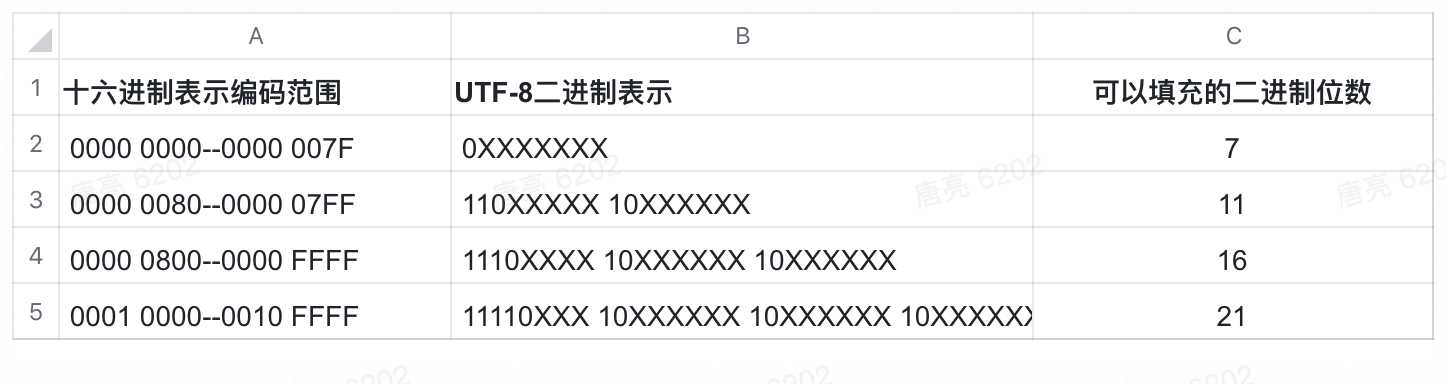 A B C
1 十六进制表示编码范围 UTF-8二进制表示 可以填充的二进制位数
2 0000 0000--0000 007F 0XXXXXXX 7
3 0000 0080--0000 07FF 110XXXXX 10XXXXXX 11
4 0000 0800--0000 FFFF 1110XXXX 10XXXXXX 10XXXXXX 16
5 0001 0000--0010 FFFF 11110XXX 10XXXXXX 10XXXXXX 10XXXXXX 21
唐亮 6202 唐亮 6202 唐亮 6202 唐亮 620
6202 6202